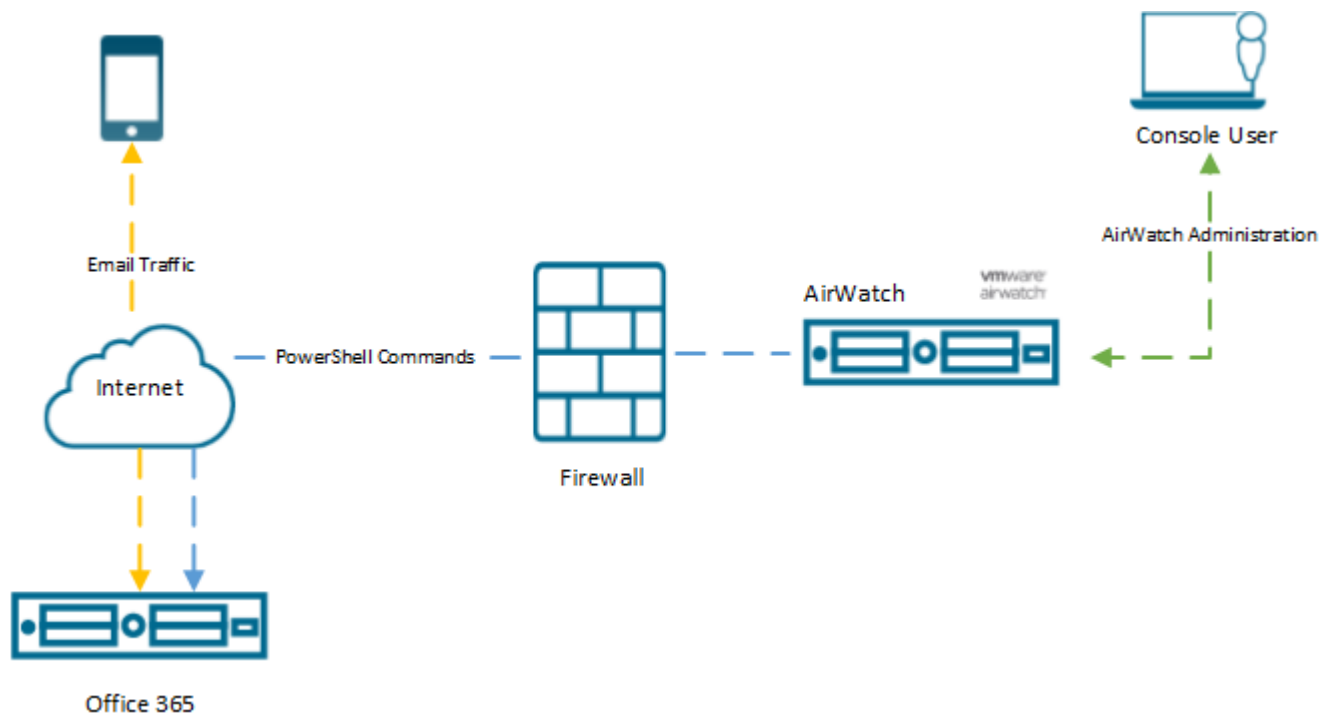 Console User
AirWatch Administration
Email Traffic
vmware
airwatch
AirWatch
Internet
PowerShell Commands
Firewall
Office 365